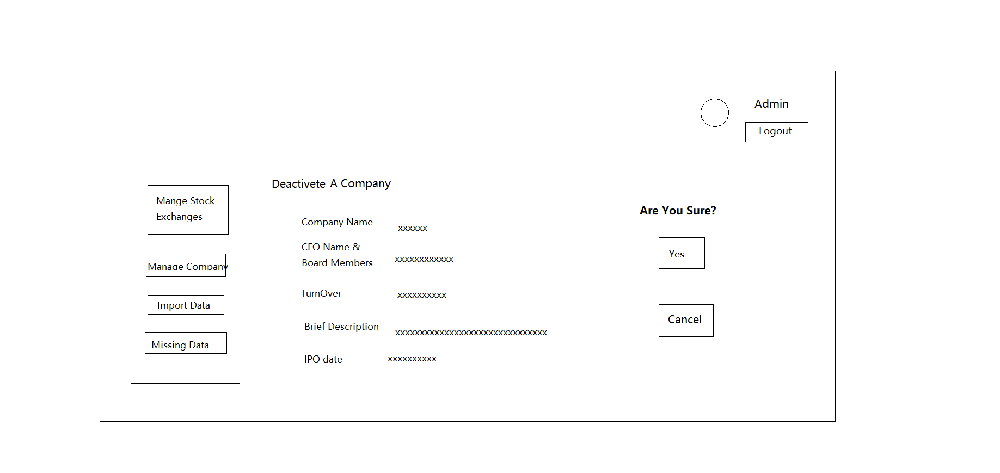 Admin
Logout
Mange Stock
Exchanges
Manage Company
Import Data
Missing Data
Deactivete A Company
Company Name xxxxxx
CEO Name &
Board Members xxxxxxxxxxxx
TurnOver xxxxxxxxxx
Brief Description xxxxxxxxxxxxxxxxxxxxxxxxxxxxxxx
IPO date xxxxxxxxxx
Are You Sure?
Yes
Cancel